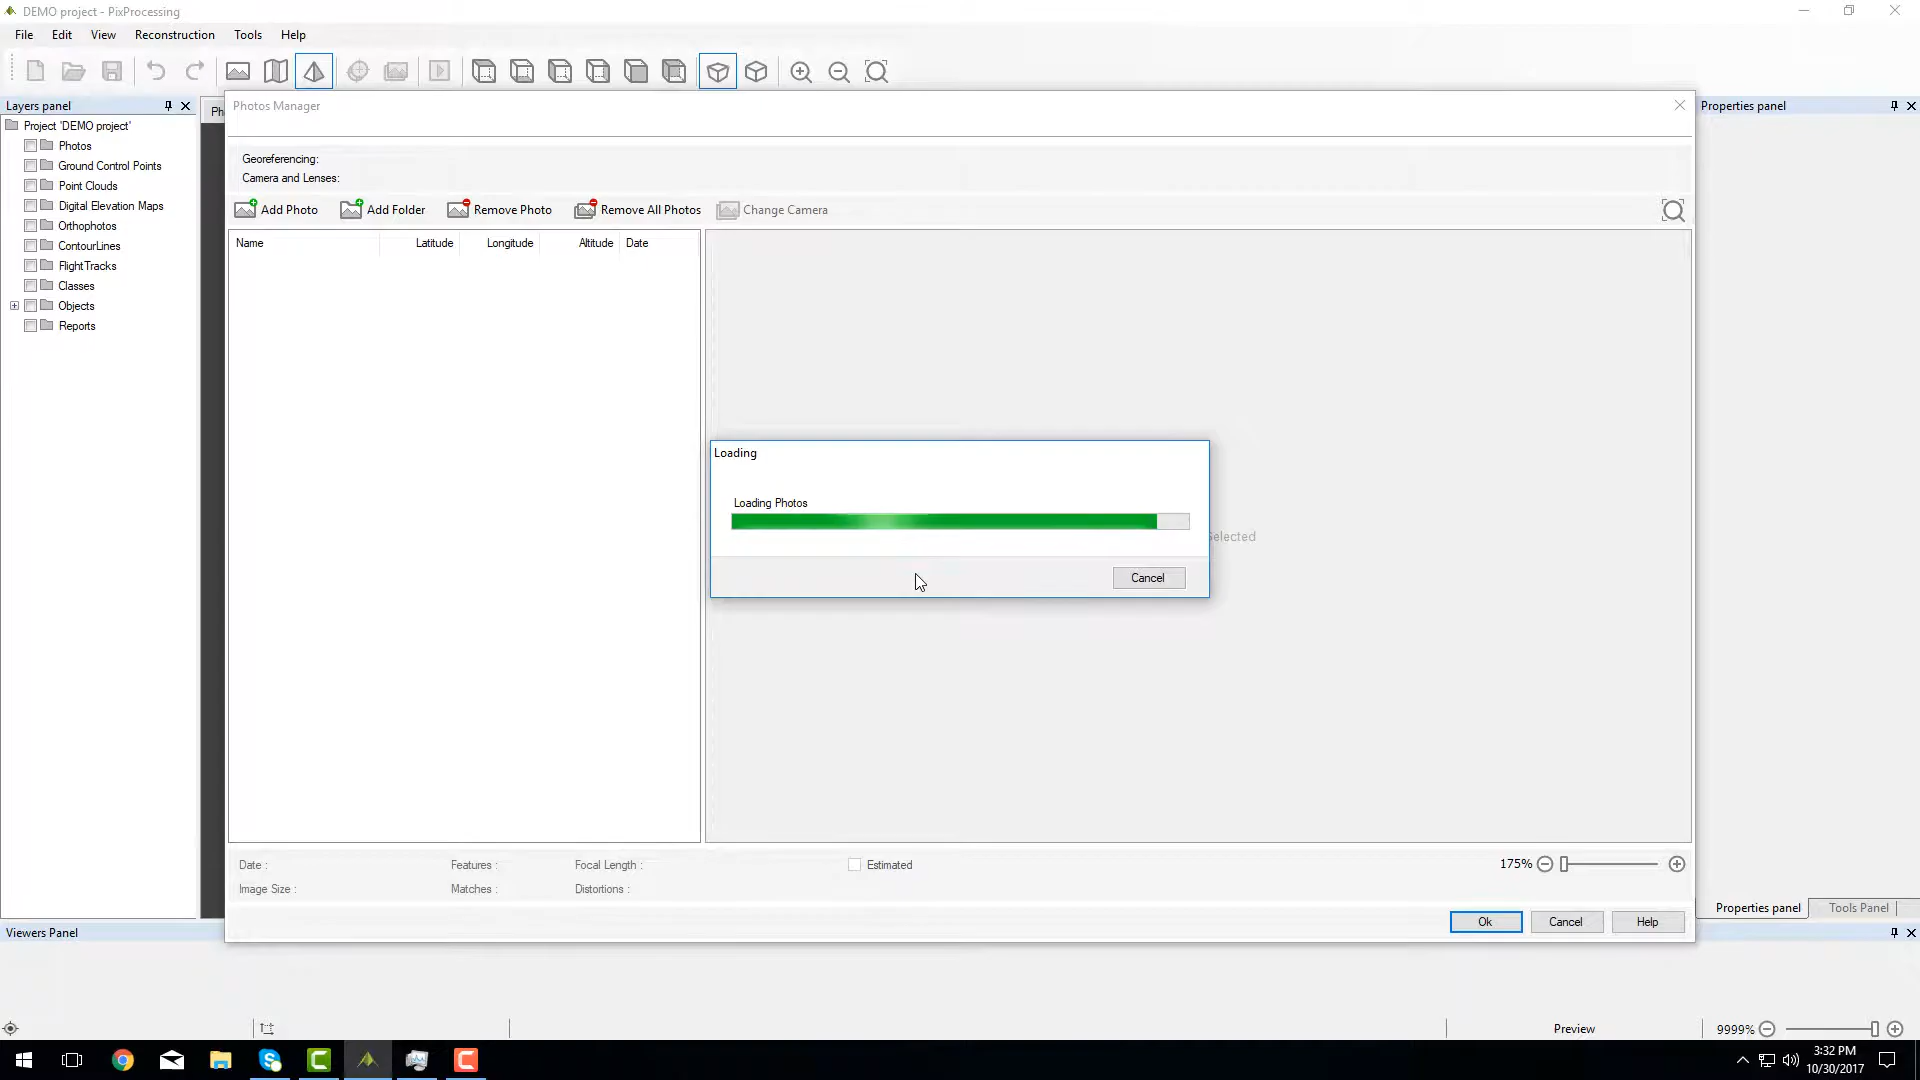 DEMO project - PixProcessing
File Edit View Reconstruction Tools Help
Layers panel
Project 'DEMO project'
Photos
Ground Control Points
Point Clouds
Digital Elevation Maps
Orthophotos
ContourLines
FlightTracks
Classes
Objects
Reports
Ph
Photos Manager
Georeferencing:
Camera and Lenses:
Add Photo Add Folder Remove Photo Remove All Photos Change Camera
Name Latitude Longitude Altitude Date
Loading
Loading Photos
Cancel
Selected
Date : Features : Focal Length : Estimated 175%
Image Size : Matches : Distortions :
Ok Cancel Help
Properties panel
Properties panel Tools Panel
Viewers Panel
Preview 9999%
3:32 PM
10/30/2017